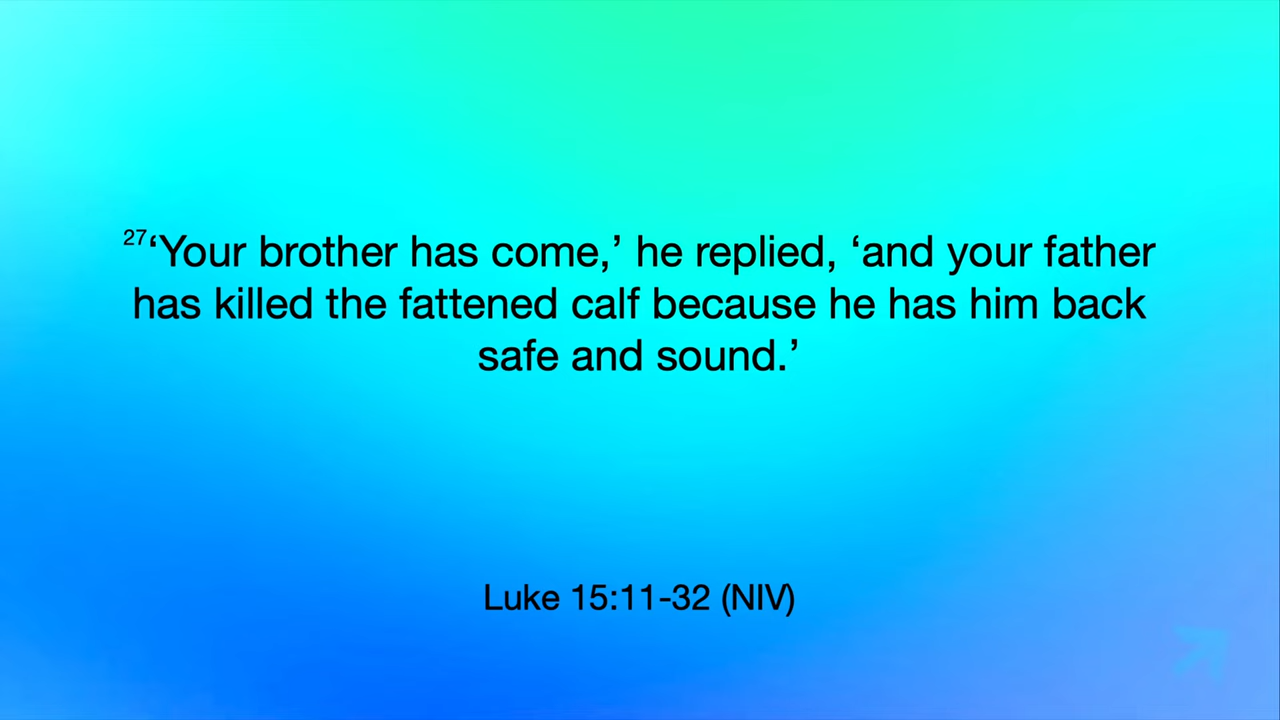 27‘Your brother has come,’ he replied, ‘and your father
has killed the fattened calf because he has him back
safe and sound.’
Luke 15:11-32 (NIV)